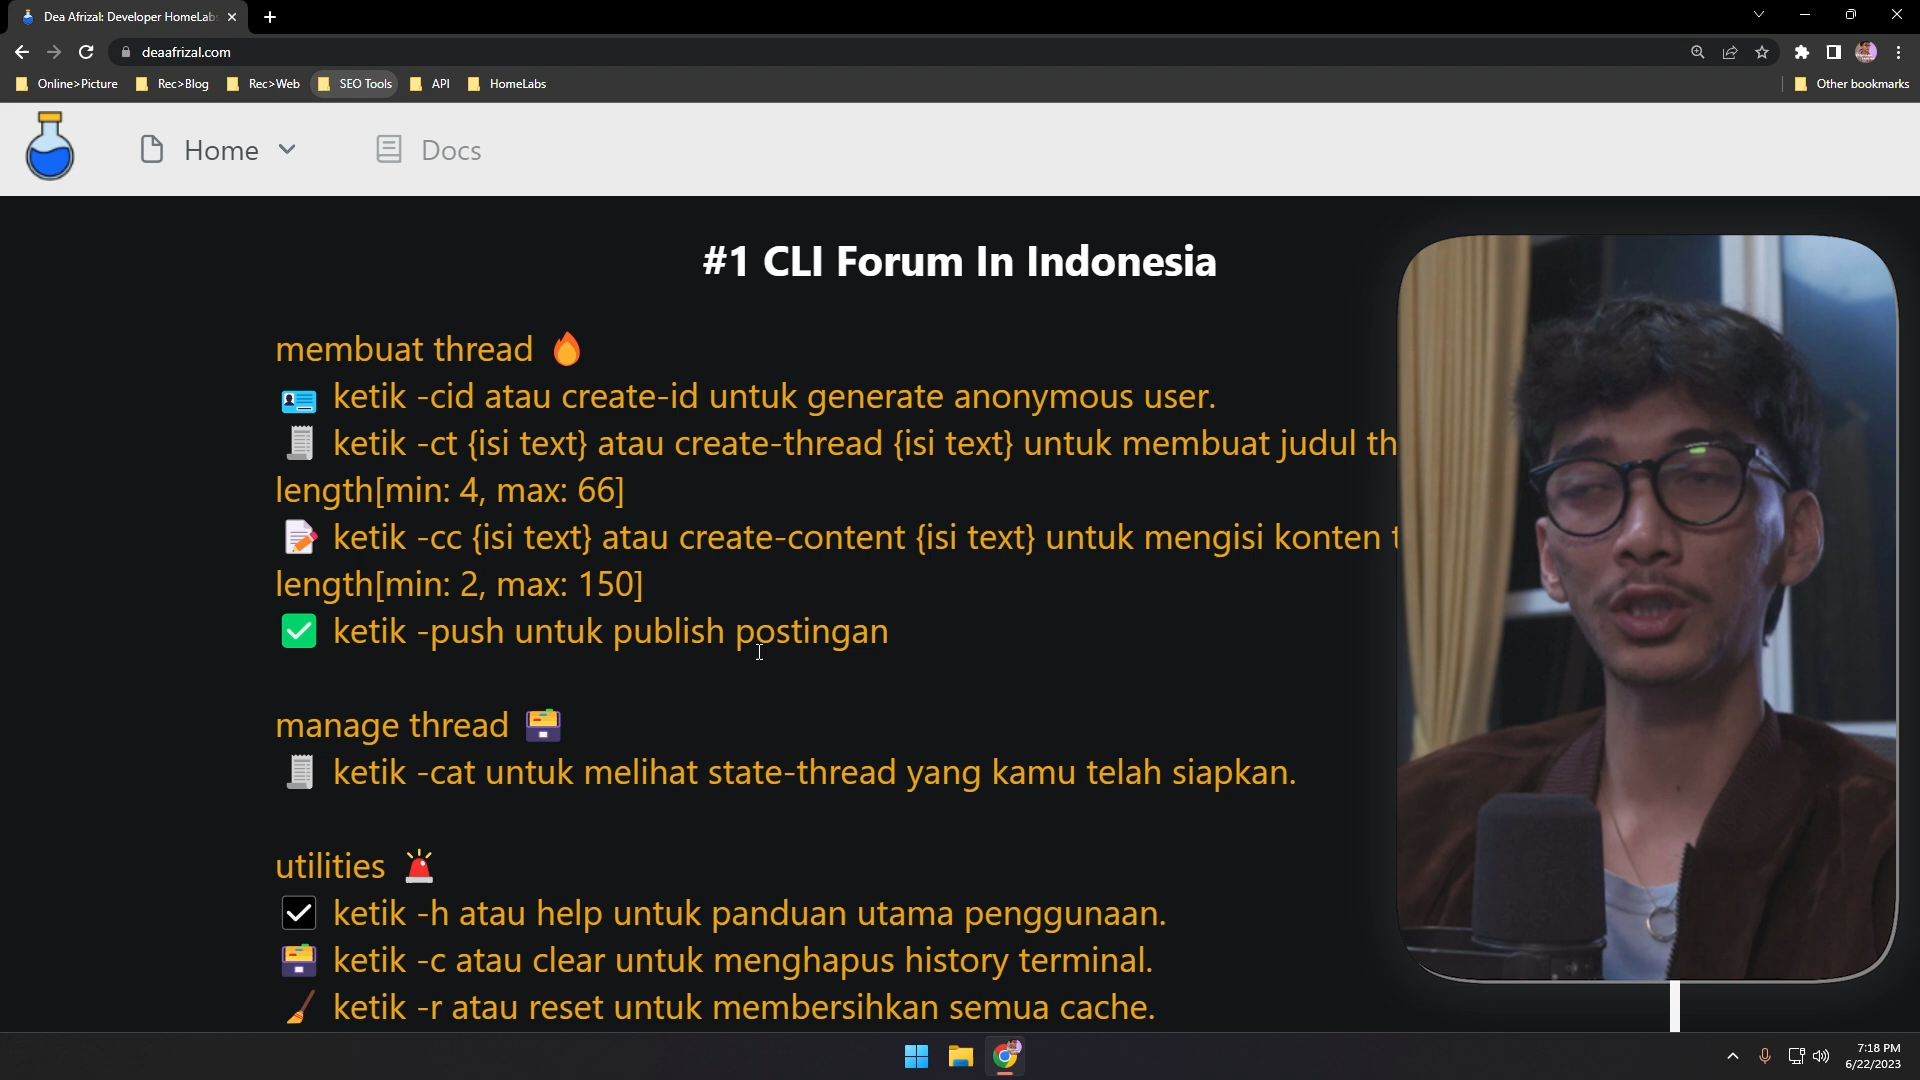 Dea Afrizal: Developer HomeLab
deaafrizal.com
Online>Picture
Rec>Blog
Rec>Web
SEO Tools
API
HomeLabs
Other bookmarks
Home
Docs
#1 CLI Forum In Indonesia
membuat thread 🔥
🪪 ketik -cid atau create-id untuk generate anonymous user.
🧾 ketik -ct {isi text} atau create-thread {isi text} untuk membuat judul th
length[min: 4, max: 66]
📝 ketik -cc {isi text} atau create-content {isi text} untuk mengisi konten t
length[min: 2, max: 150]
✅ ketik -push untuk publish postingan
manage thread 🗃️
🧾 ketik -cat untuk melihat state-thread yang kamu telah siapkan.
utilities 🚨
☑ ketik -h atau help untuk panduan utama penggunaan.
🗃️ ketik -c atau clear untuk menghapus history terminal.
🧹 ketik -r atau reset untuk membersihkan semua cache.
7:18 PM
6/22/2023